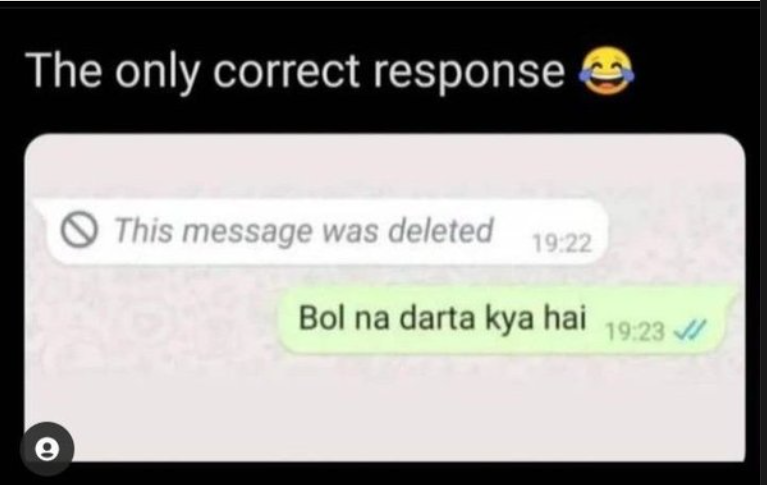 The only correct response 😂
This message was deleted 19:22
Bol na darta kya hai 19:23